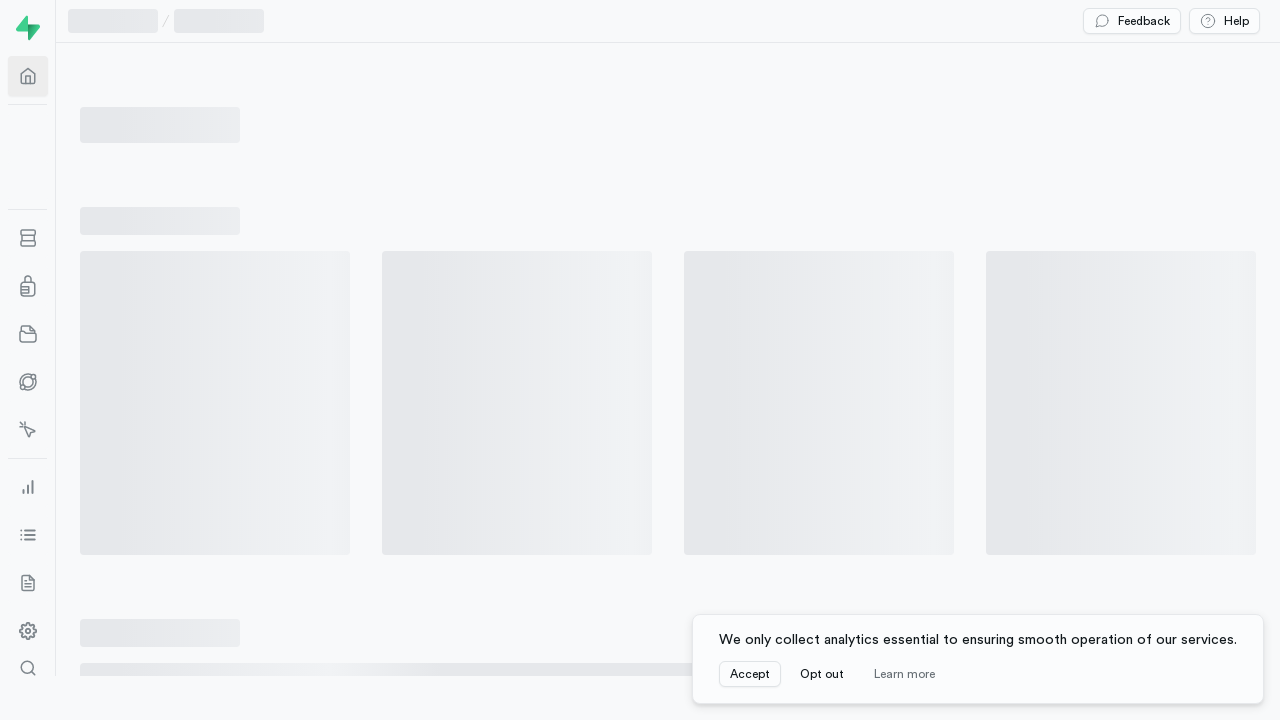 /
Feedback
Help
We only collect analytics essential to ensuring smooth operation of our services.
Accept
Opt out
Learn more